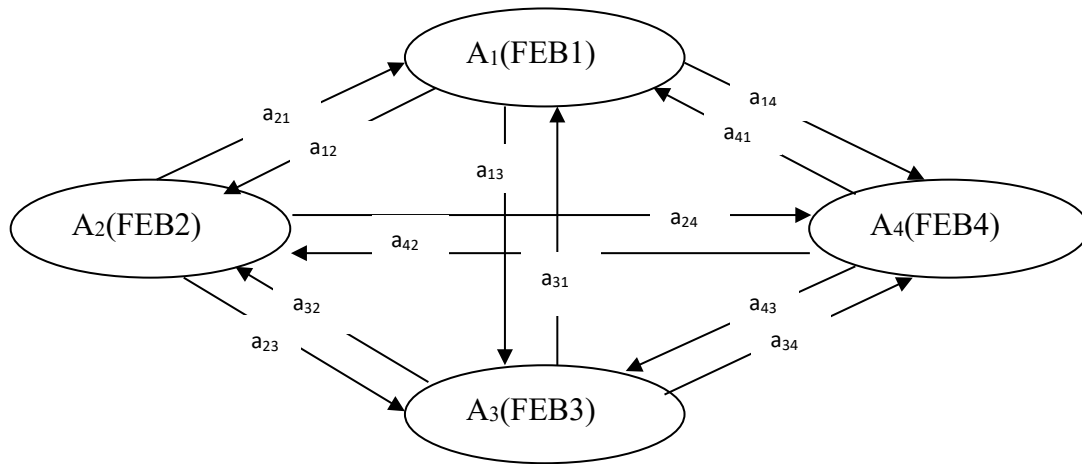 A₁(FEB1)
a₁₄
a₂₁
a₄₁
a₁₂
a₁₃
A₂(FEB2)
a₂₄
A₄(FEB4)
a₄₂
a₃₁
a₃₂
a₄₃
a₂₃
a₃₄
A₃(FEB3)